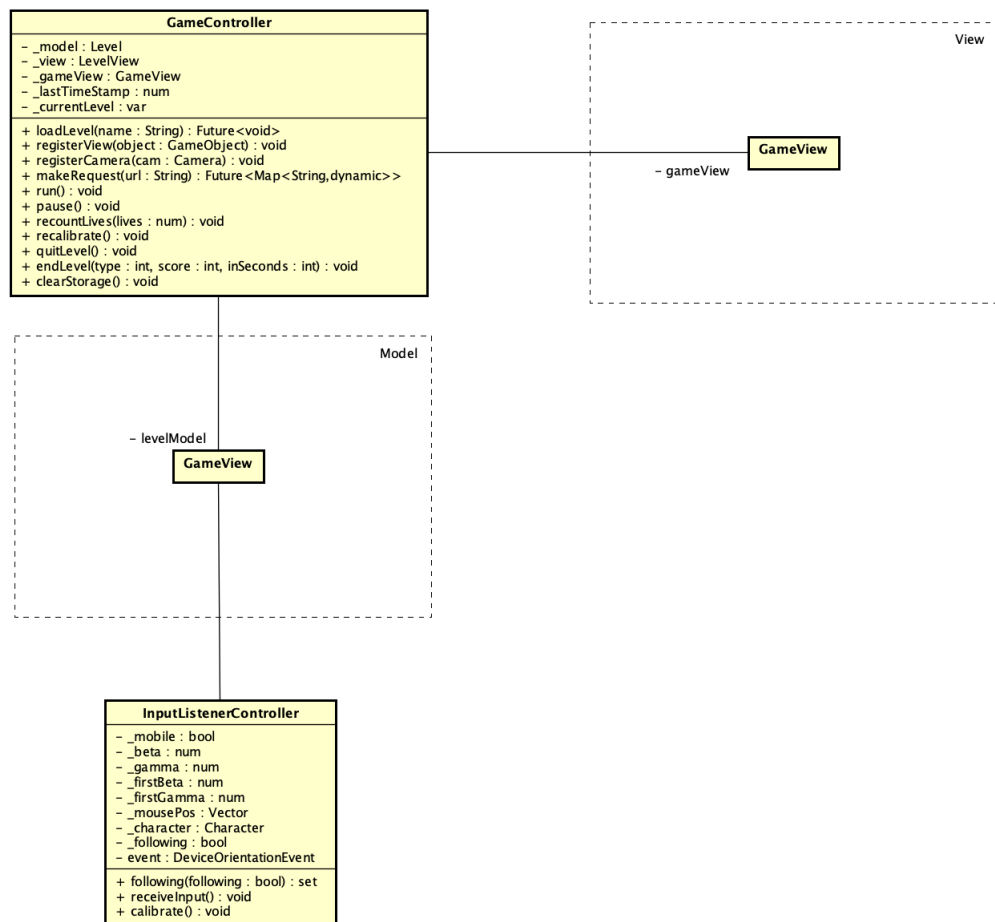 GameController
- _model : Level
- _view : LevelView
- _gameView : GameView
- _lastTimeStamp : num
- _currentLevel : var
+ loadLevel(name : String) : Future<void>
+ registerView(object : GameObject) : void
+ registerCamera(cam : Camera) : void
+ makeRequest(url : String) : Future<Map<String,dynamic>>
+ run() : void
+ pause() : void
+ recountLives(lives : num) : void
+ recalibrate() : void
+ quitLevel() : void
+ endLevel(type : int, score : int, inSeconds : int) : void
+ clearStorage() : void
View
GameView
- gameView
Model
- levelModel
GameView
InputListenerController
- _mobile : bool
- _beta : num
- _gamma : num
- _firstBeta : num
- _firstGamma : num
- _mousePos : Vector
- _character : Character
- _following : bool
- event : DeviceOrientationEvent
+ following(following : bool) : set
+ receiveInput() : void
+ calibrate() : void